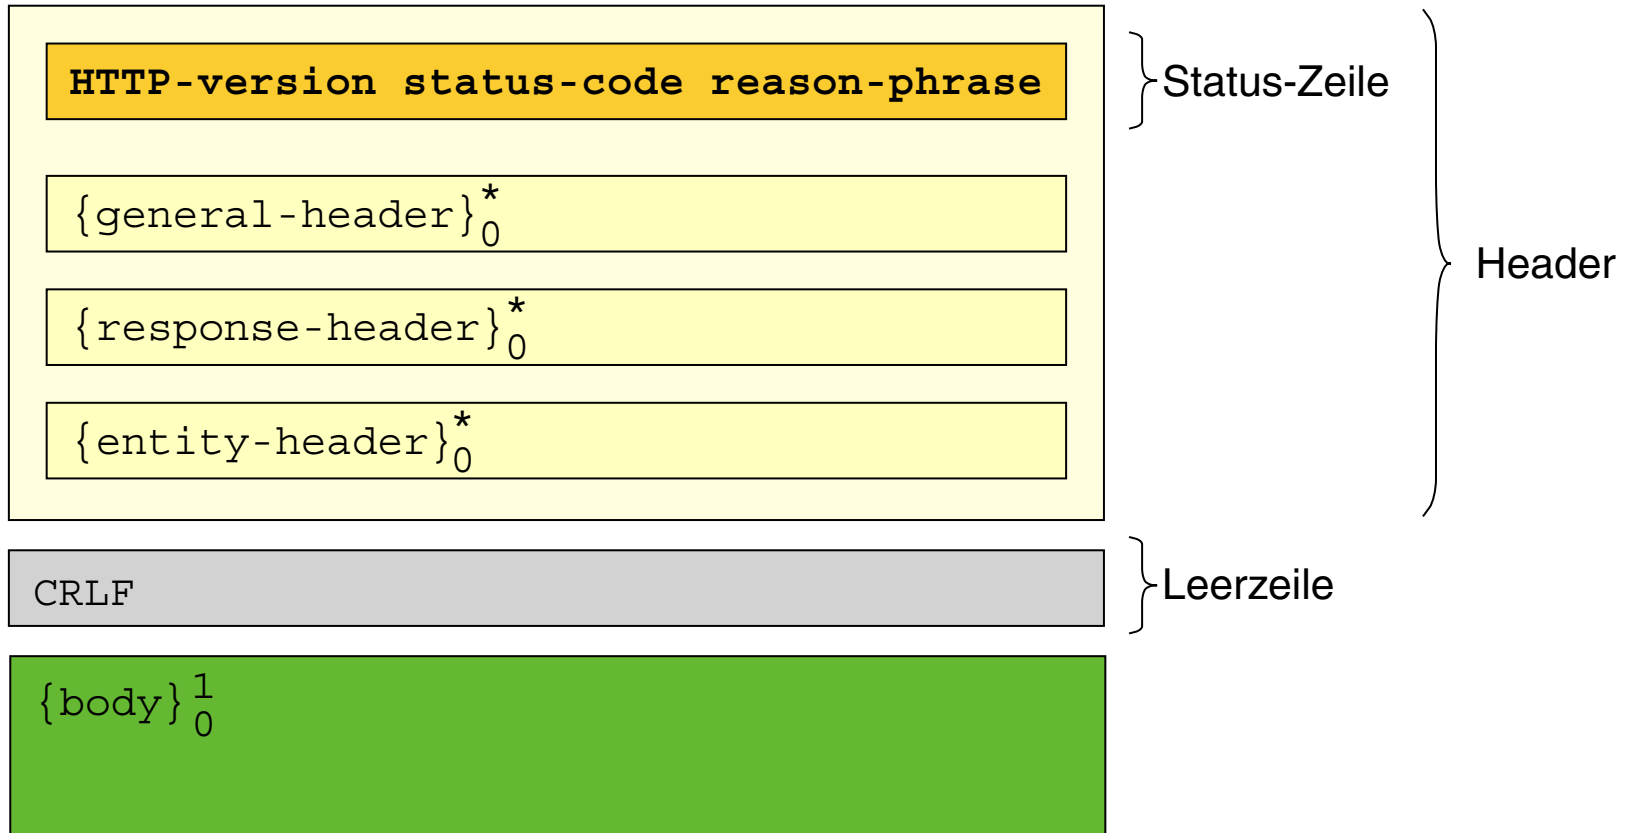 HTTP-version status-code reason-phrase
Status-Zeile
{general-header}*0
Header
{response-header}*0
{entity-header}*0
CRLF
Leerzeile
{body}10